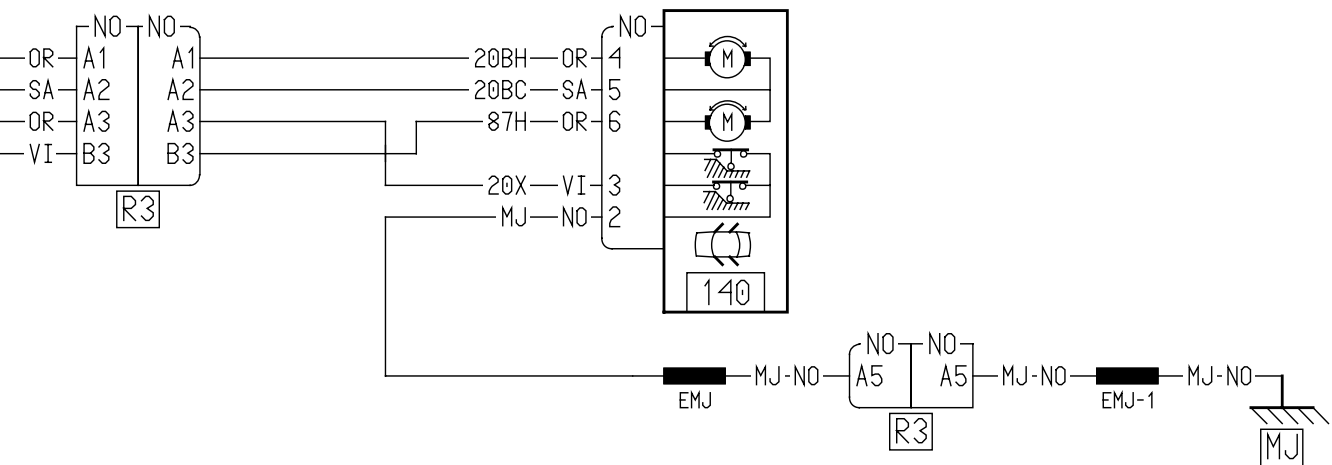 NO NO NO
OR A1 A1 20BH OR 4 M
SA A2 A2 20BC SA 5
OR A3 A3 87H OR 6 M
VI B3 B3
20X VI 3
R3 MJ NO 2
140
NO NO
MJ-NO A5 A5 MJ-NO MJ-NO
EMJ EMJ-1
R3 MJ